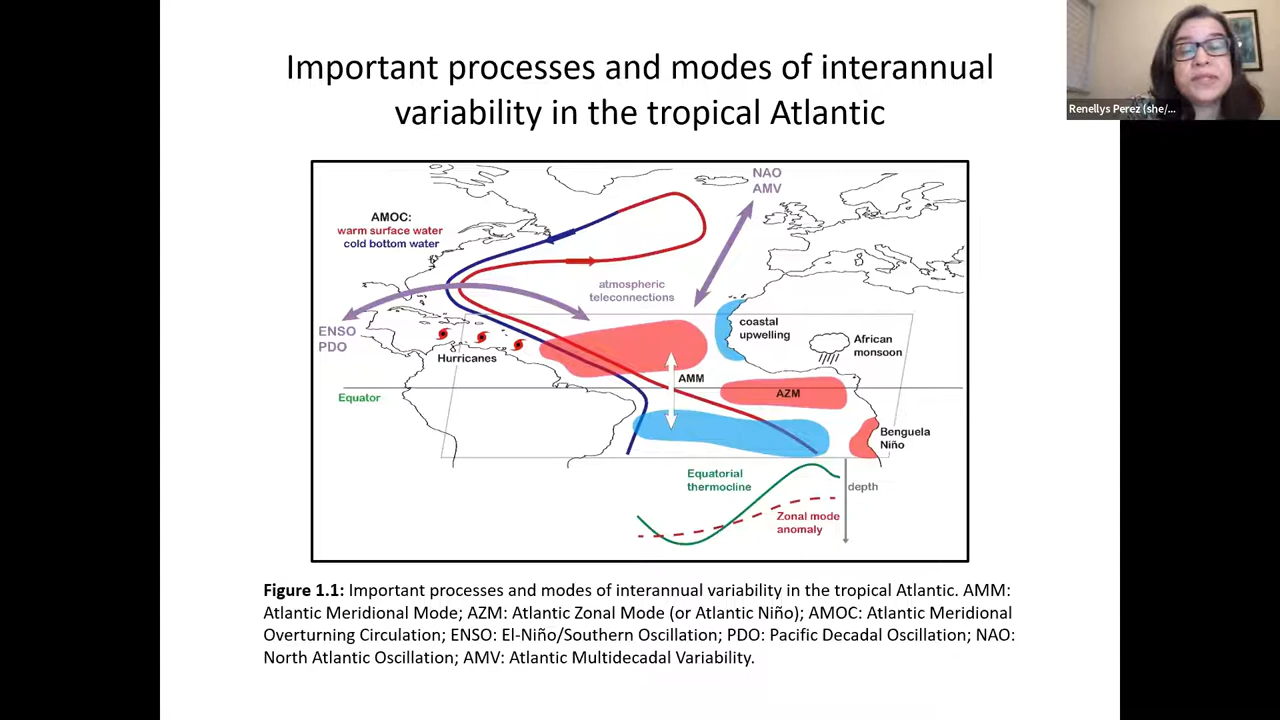 Important processes and modes of interannual
variability in the tropical Atlantic
Renellys Perez (she/...
NAO
AMV
AMOC:
warm surface water
cold bottom water
atmospheric
teleconnections
ENSO
PDO
Hurricanes
coastal
upwelling
African
monsoon
AMM
AZM
Equator
Benguela
Niño
Equatorial
thermocline
depth
Zonal mode
anomaly
Figure 1.1: Important processes and modes of interannual variability in the tropical Atlantic. AMM:
Atlantic Meridional Mode; AZM: Atlantic Zonal Mode (or Atlantic Niño); AMOC: Atlantic Meridional
Overturning Circulation; ENSO: El-Niño/Southern Oscillation; PDO: Pacific Decadal Oscillation; NAO:
North Atlantic Oscillation; AMV: Atlantic Multidecadal Variability.